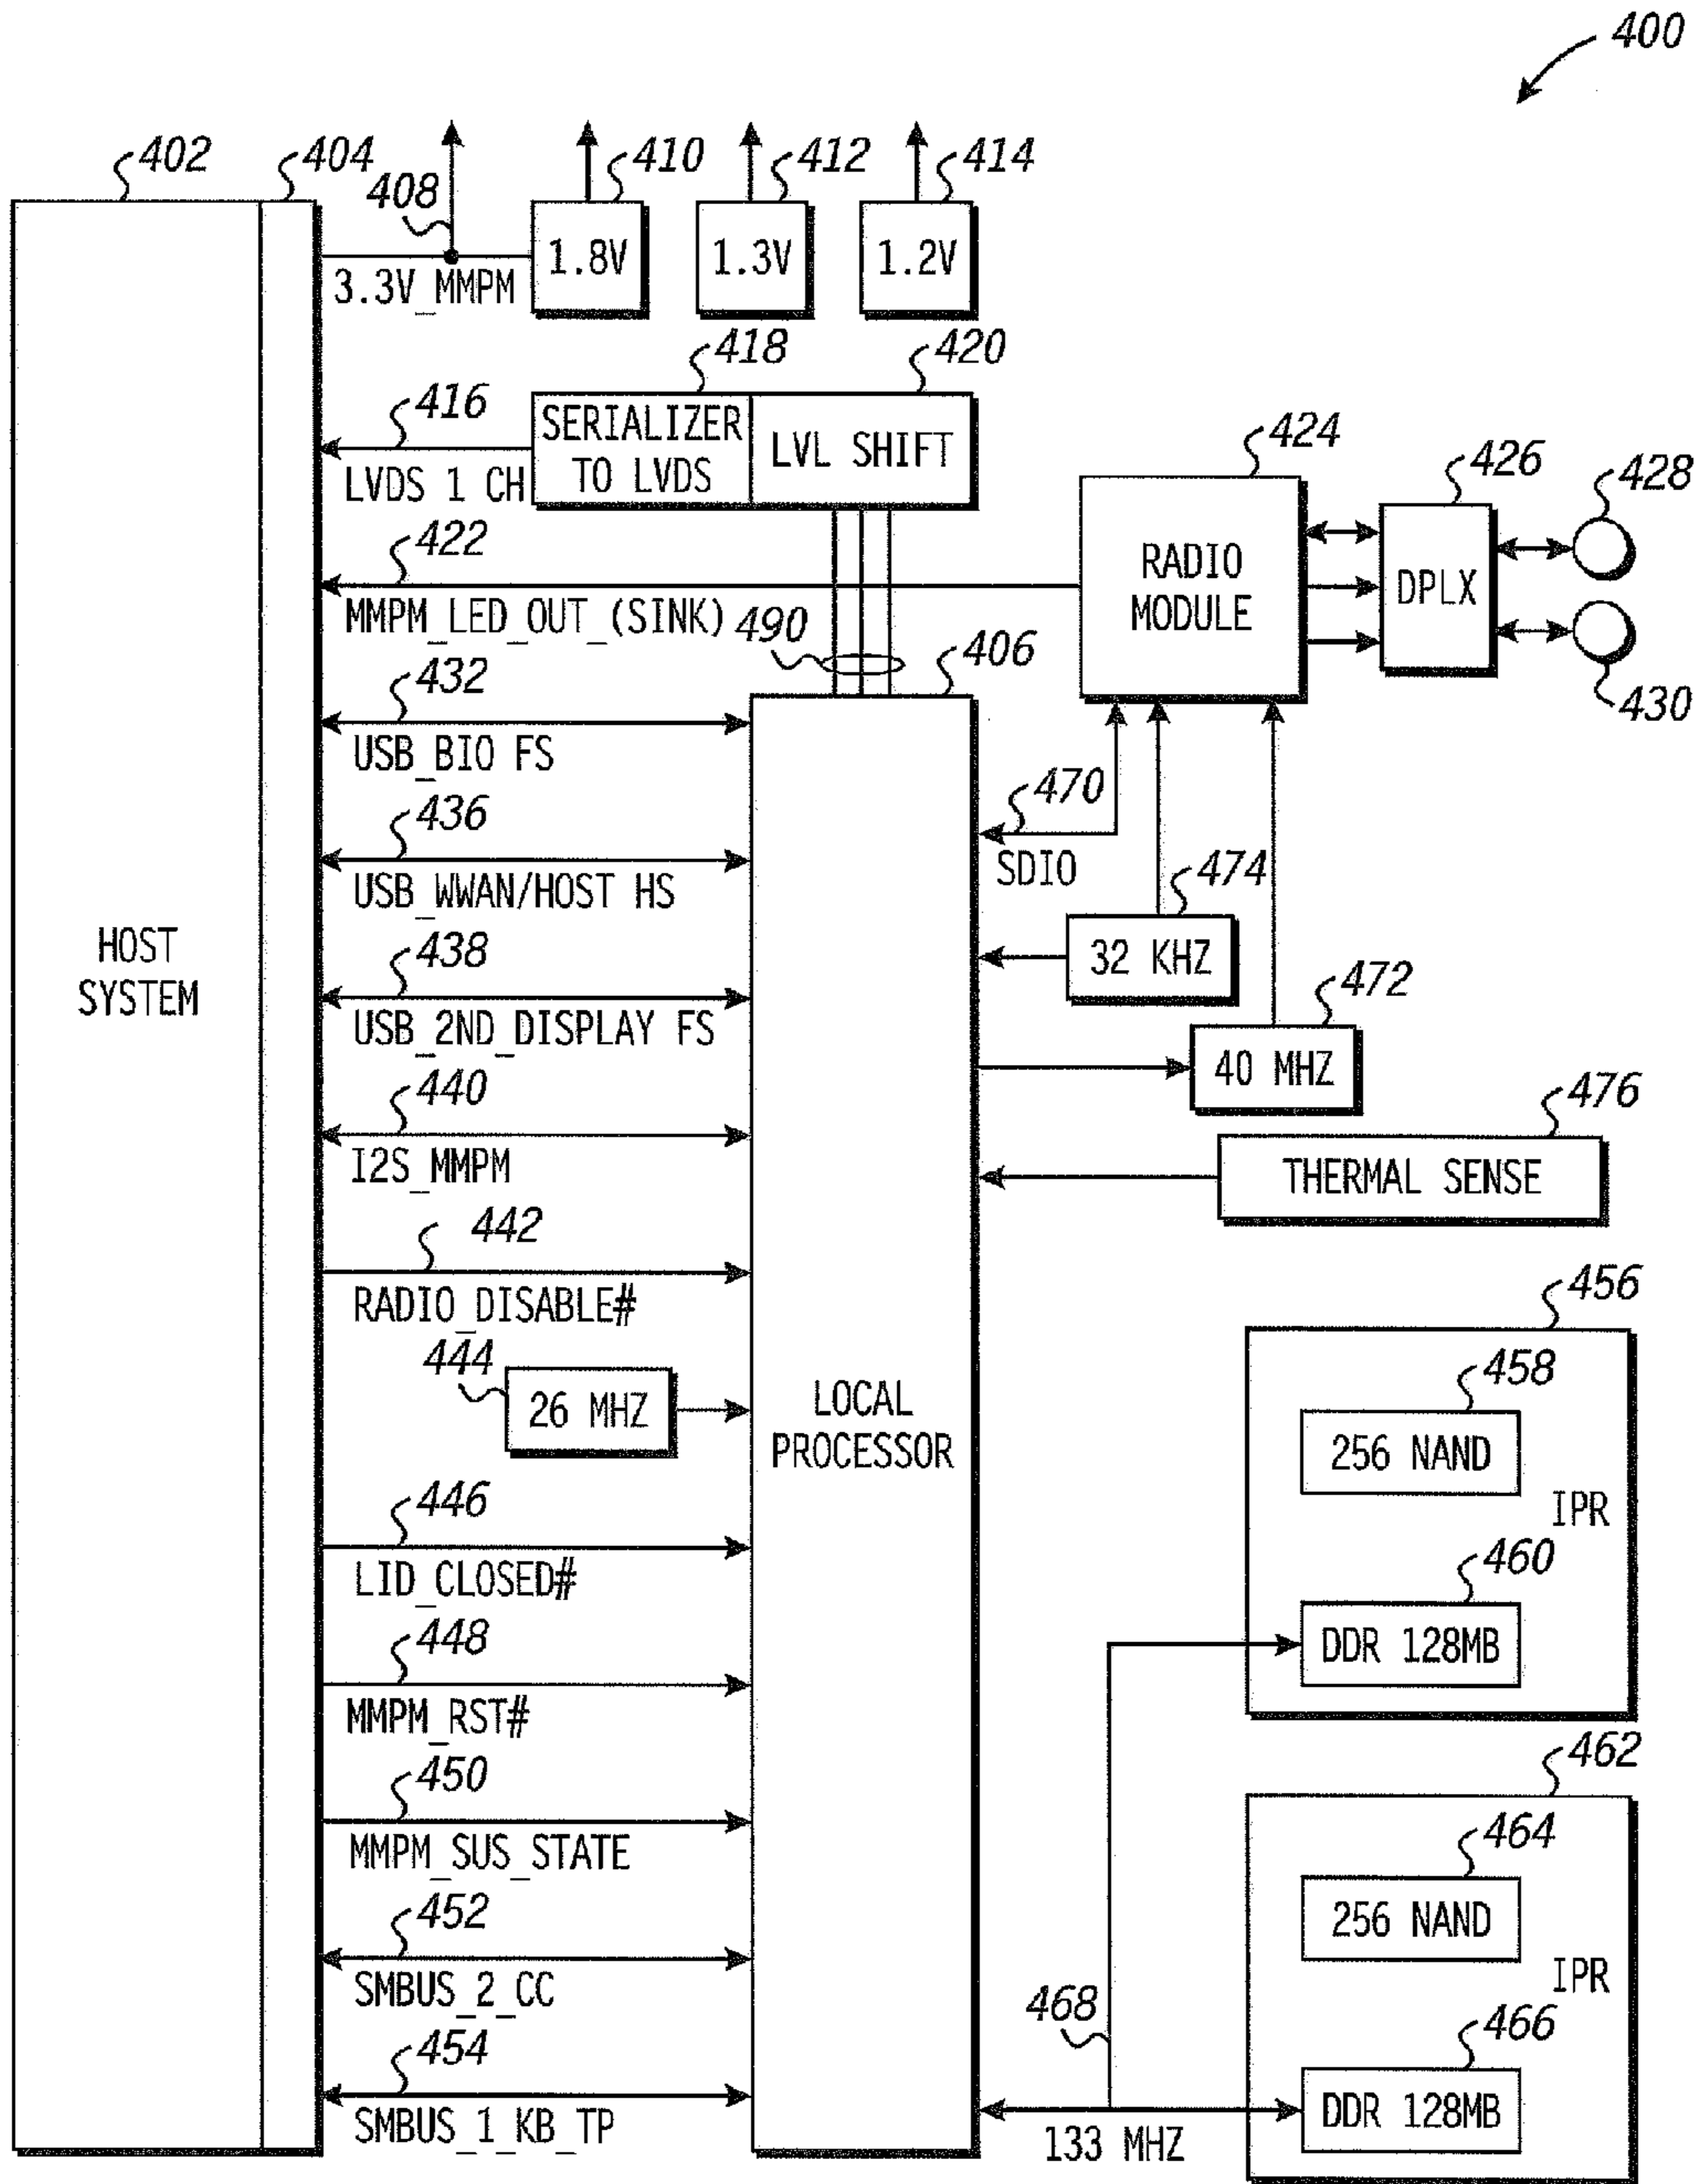 400
402
404
408
410
412
414
3.3V_MMPM
1.8V
1.3V
1.2V
416
418
420
LVDS 1 CH
SERIALIZER
TO LVDS
LVL SHIFT
422
MMPM_LED_OUT_(SINK)
490
406
424
RADIO
MODULE
426
DPLX
428
430
432
USB_BIO FS
436
USB_WWAN/HOST HS
438
USB_2ND_DISPLAY FS
440
I2S_MMPM
442
RADIO_DISABLE#
444
26 MHZ
446
LID_CLOSED#
448
MMPM_RST#
450
MMPM_SUS_STATE
452
SMBUS_2_CC
454
SMBUS_1_KB_TP
HOST
SYSTEM
LOCAL
PROCESSOR
470
SDIO
474
32 KHZ
472
40 MHZ
476
THERMAL SENSE
456
458
256 NAND
IPR
460
DDR 128MB
462
464
256 NAND
IPR
466
DDR 128MB
468
133 MHZ